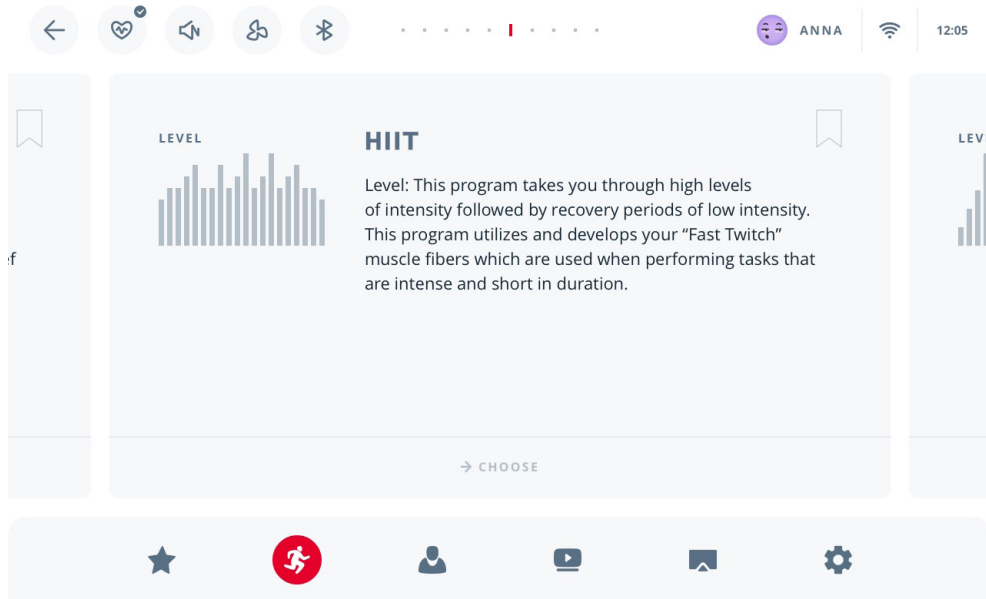 ANNA
12:05
LEVEL
HIIT
Level: This program takes you through high levels
of intensity followed by recovery periods of low intensity.
This program utilizes and develops your “Fast Twitch”
muscle fibers which are used when performing tasks that
are intense and short in duration.
CHOOSE
LEV